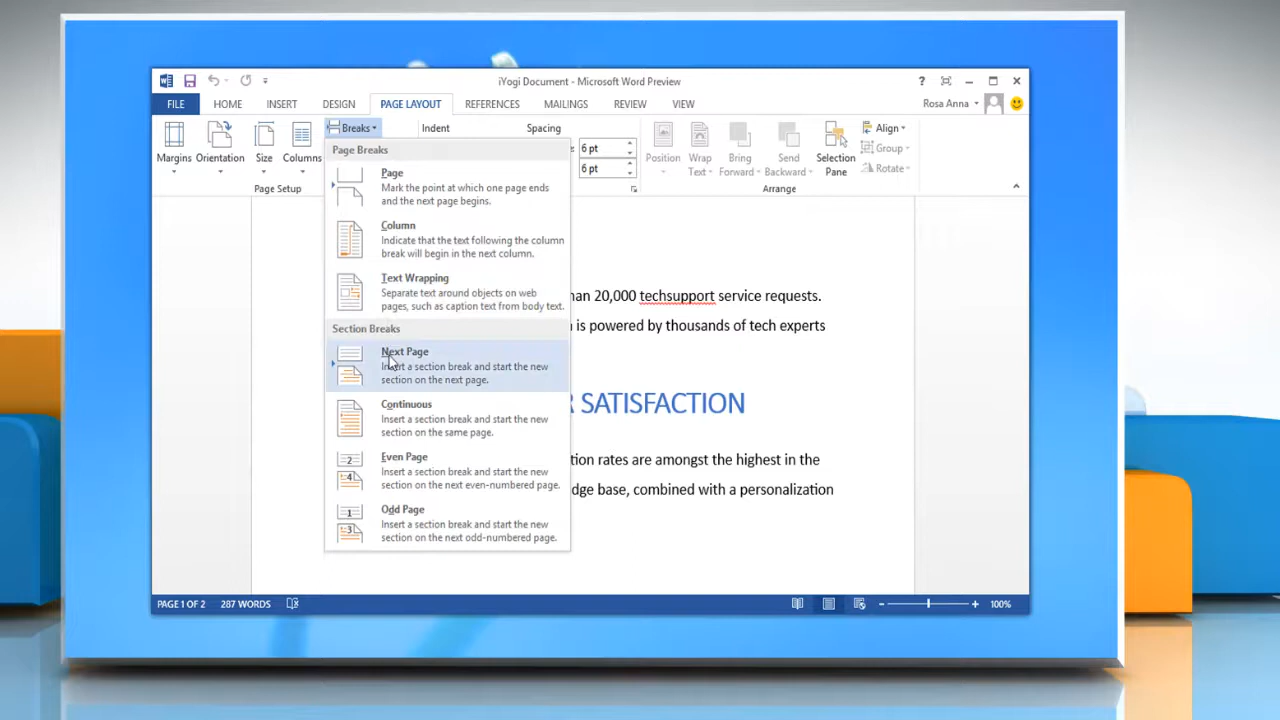 iYogi Document - Microsoft Word Preview
FILE HOME INSERT DESIGN PAGE LAYOUT REFERENCES MAILINGS REVIEW VIEW Rosa Anna
Margins Orientation Size Columns
Page Setup
Breaks
Indent Spacing
6 pt
6 pt
Position Wrap Text Bring Forward Send Backward Selection Pane
Align
Group
Rotate
Arrange
Page Breaks
Page
Mark the point at which one page ends
and the next page begins.
Column
Indicate that the text following the column
break will begin in the next column.
Text Wrapping
Separate text around objects on web
pages, such as caption text from body text.
Section Breaks
Next Page
Insert a section break and start the new
section on the next page.
Continuous
Insert a section break and start the new
section on the same page.
Even Page
Insert a section break and start the new
section on the next even-numbered page.
Odd Page
Insert a section break and start the new
section on the next odd-numbered page.
20,000 techsupport service requests.
is powered by thousands of tech experts
SATISFACTION
rates are amongst the highest in the
base, combined with a personalization
PAGE 1 OF 2 287 WORDS 100%